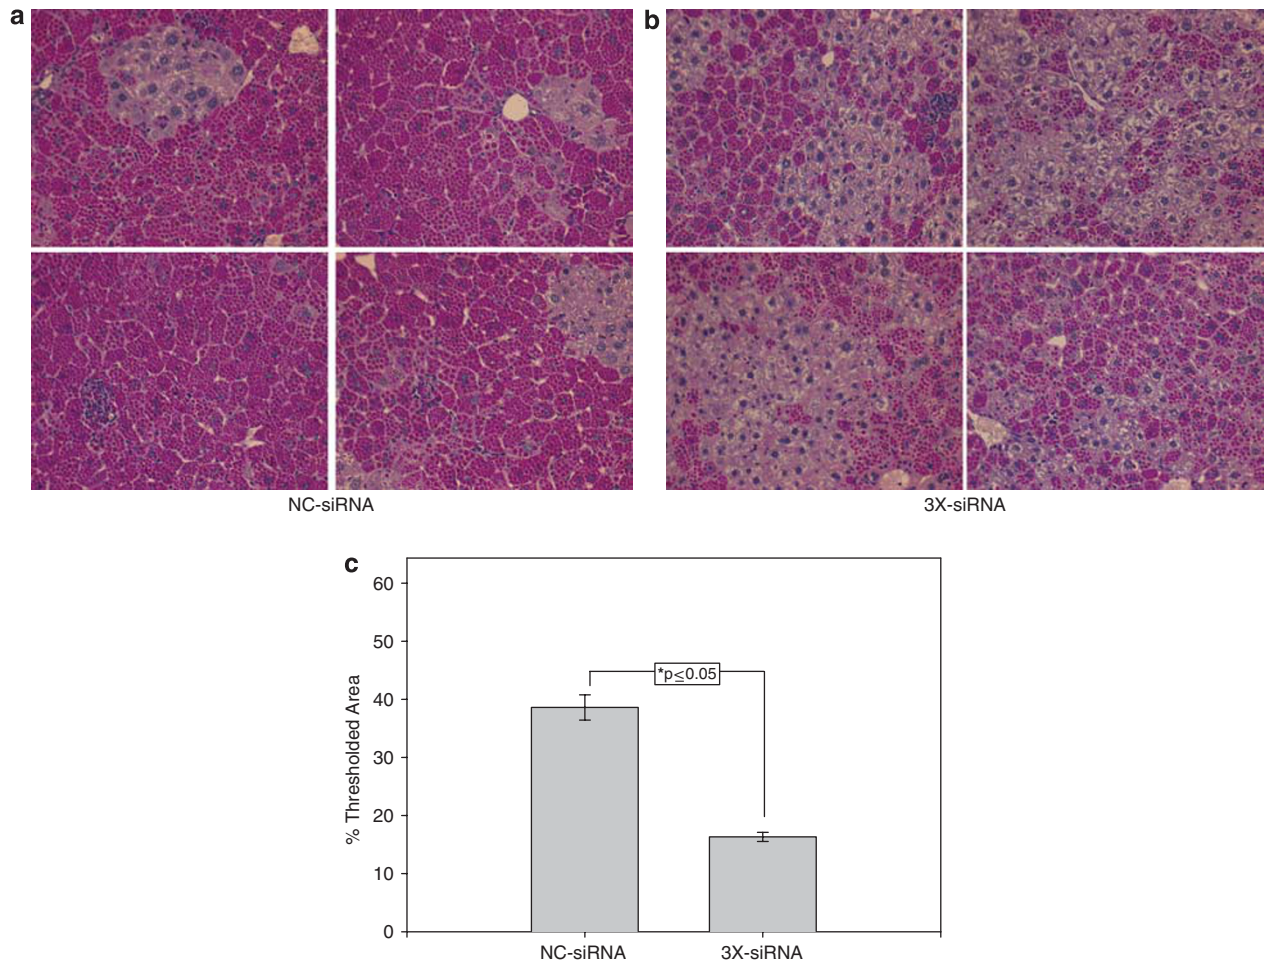 a
b
NC-siRNA
3X-siRNA
c
% Thresholded Area
60
50
40
30
20
10
0
*p≤0.05
NC-siRNA
3X-siRNA